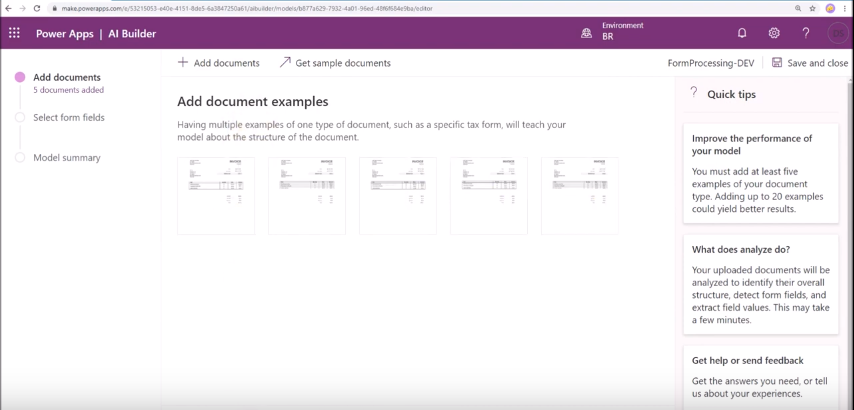 make.powerapps.com/e/53215053-e40e-4151-8de5-6a3847250a61/aibuilder/models/b877a629-7932-4a01-96ed-49f6f684e9ba/editor
Power Apps | AI Builder
Environment
BR
?
Add documents
5 documents added
Select form fields
Model summary
+ Add documents
Get sample documents
FormProcessing-DEV
Save and close
Add document examples
Having multiple examples of one type of document, such as a specific tax form, will teach your
model about the structure of the document.
? Quick tips
Improve the performance of
your model
You must add at least five
examples of your document
type. Adding up to 20 examples
could yield better results.
What does analyze do?
Your uploaded documents will be
analyzed to identify their overall
structure, detect form fields, and
extract field values. This may take
a few minutes.
Get help or send feedback
Get the answers you need, or tell
us about your experiences.